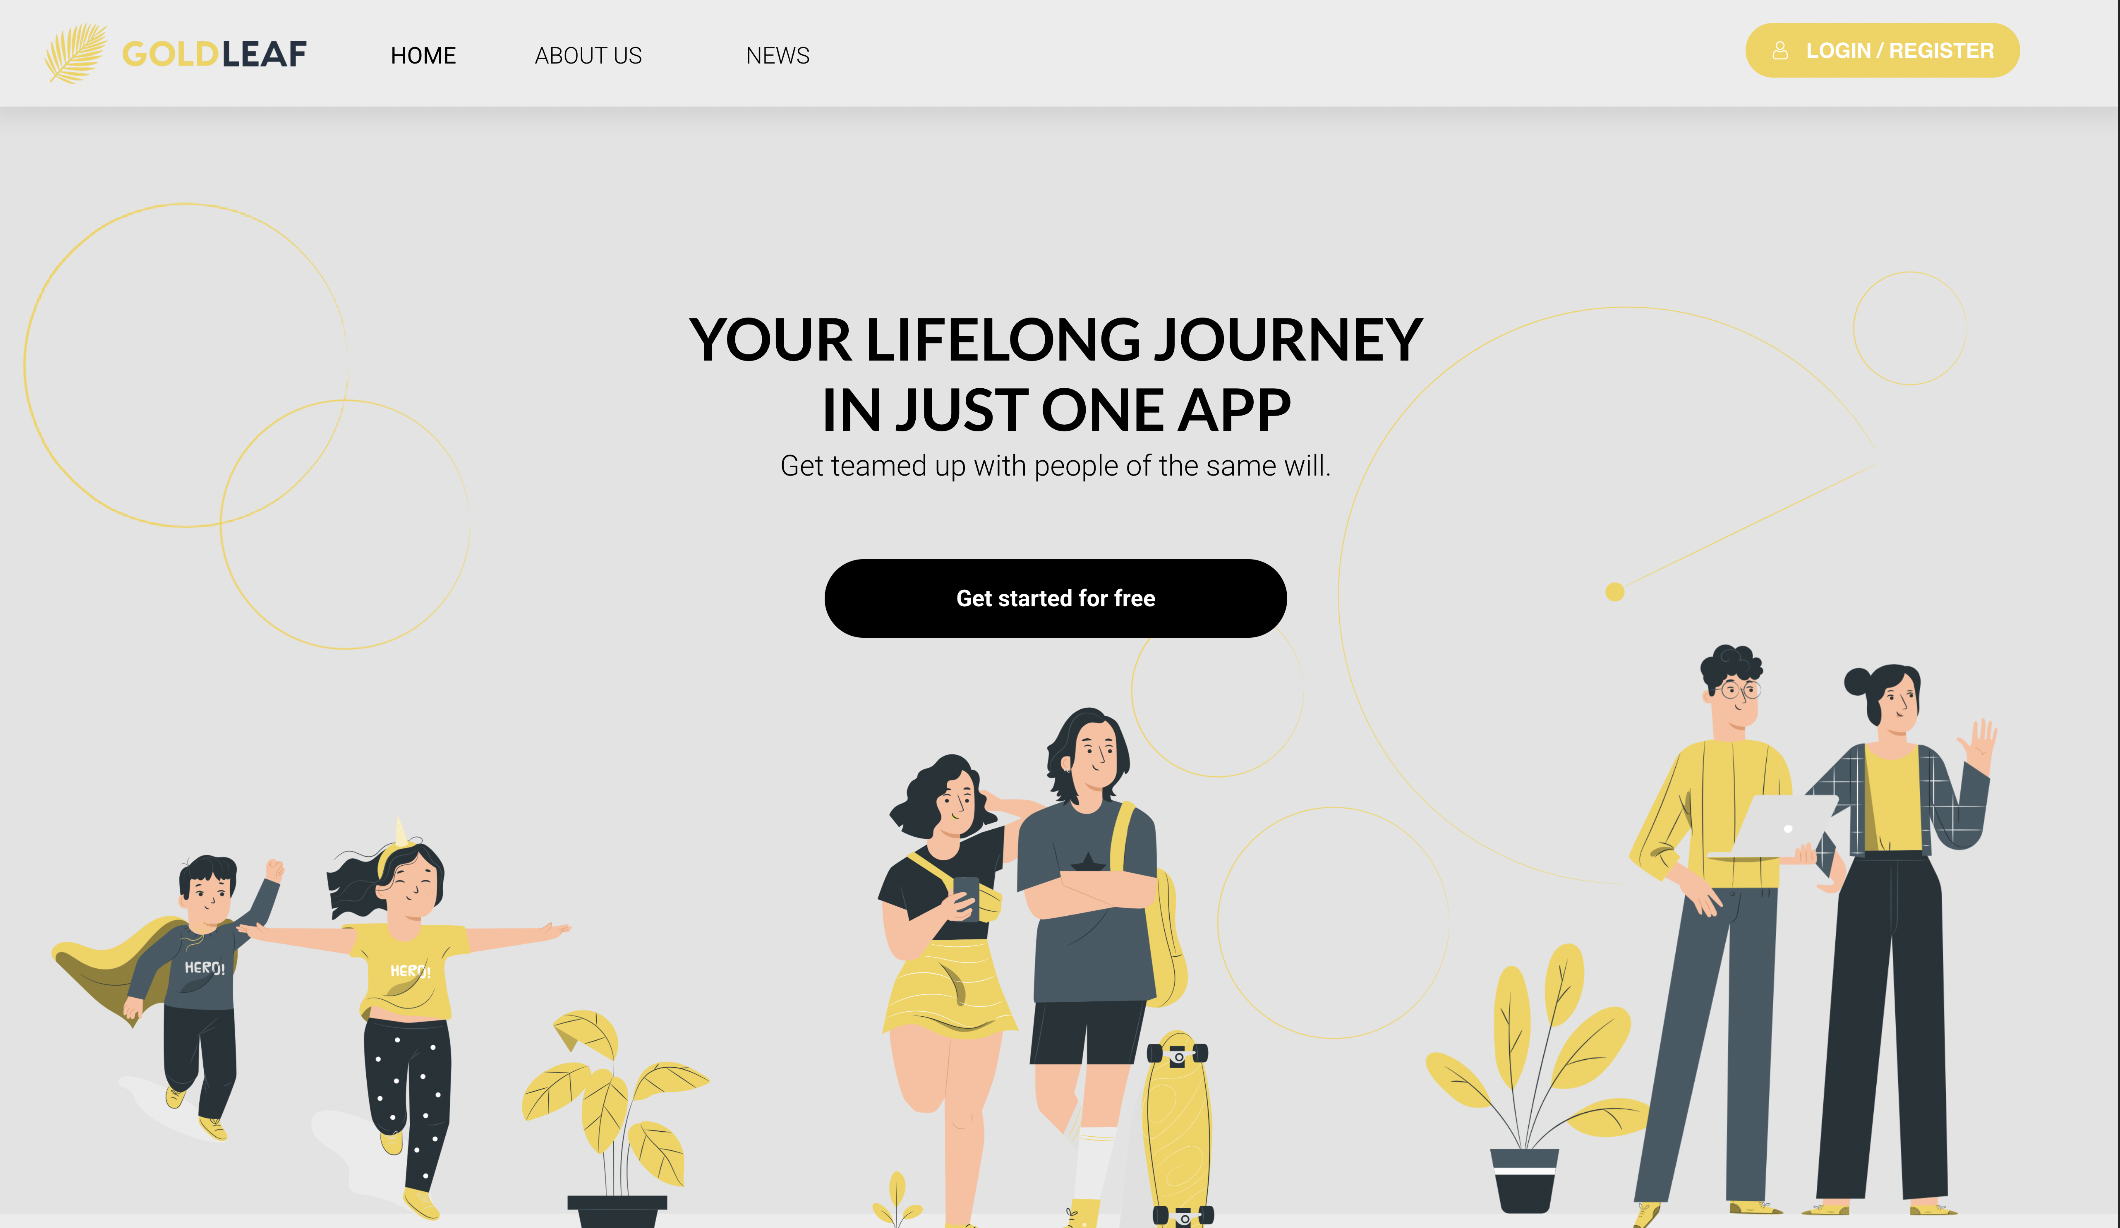 GOLDLEAF
HOME
ABOUT US
NEWS
LOGIN / REGISTER
YOUR LIFELONG JOURNEY
IN JUST ONE APP
Get teamed up with people of the same will.
Get started for free
HERO!
HERO!